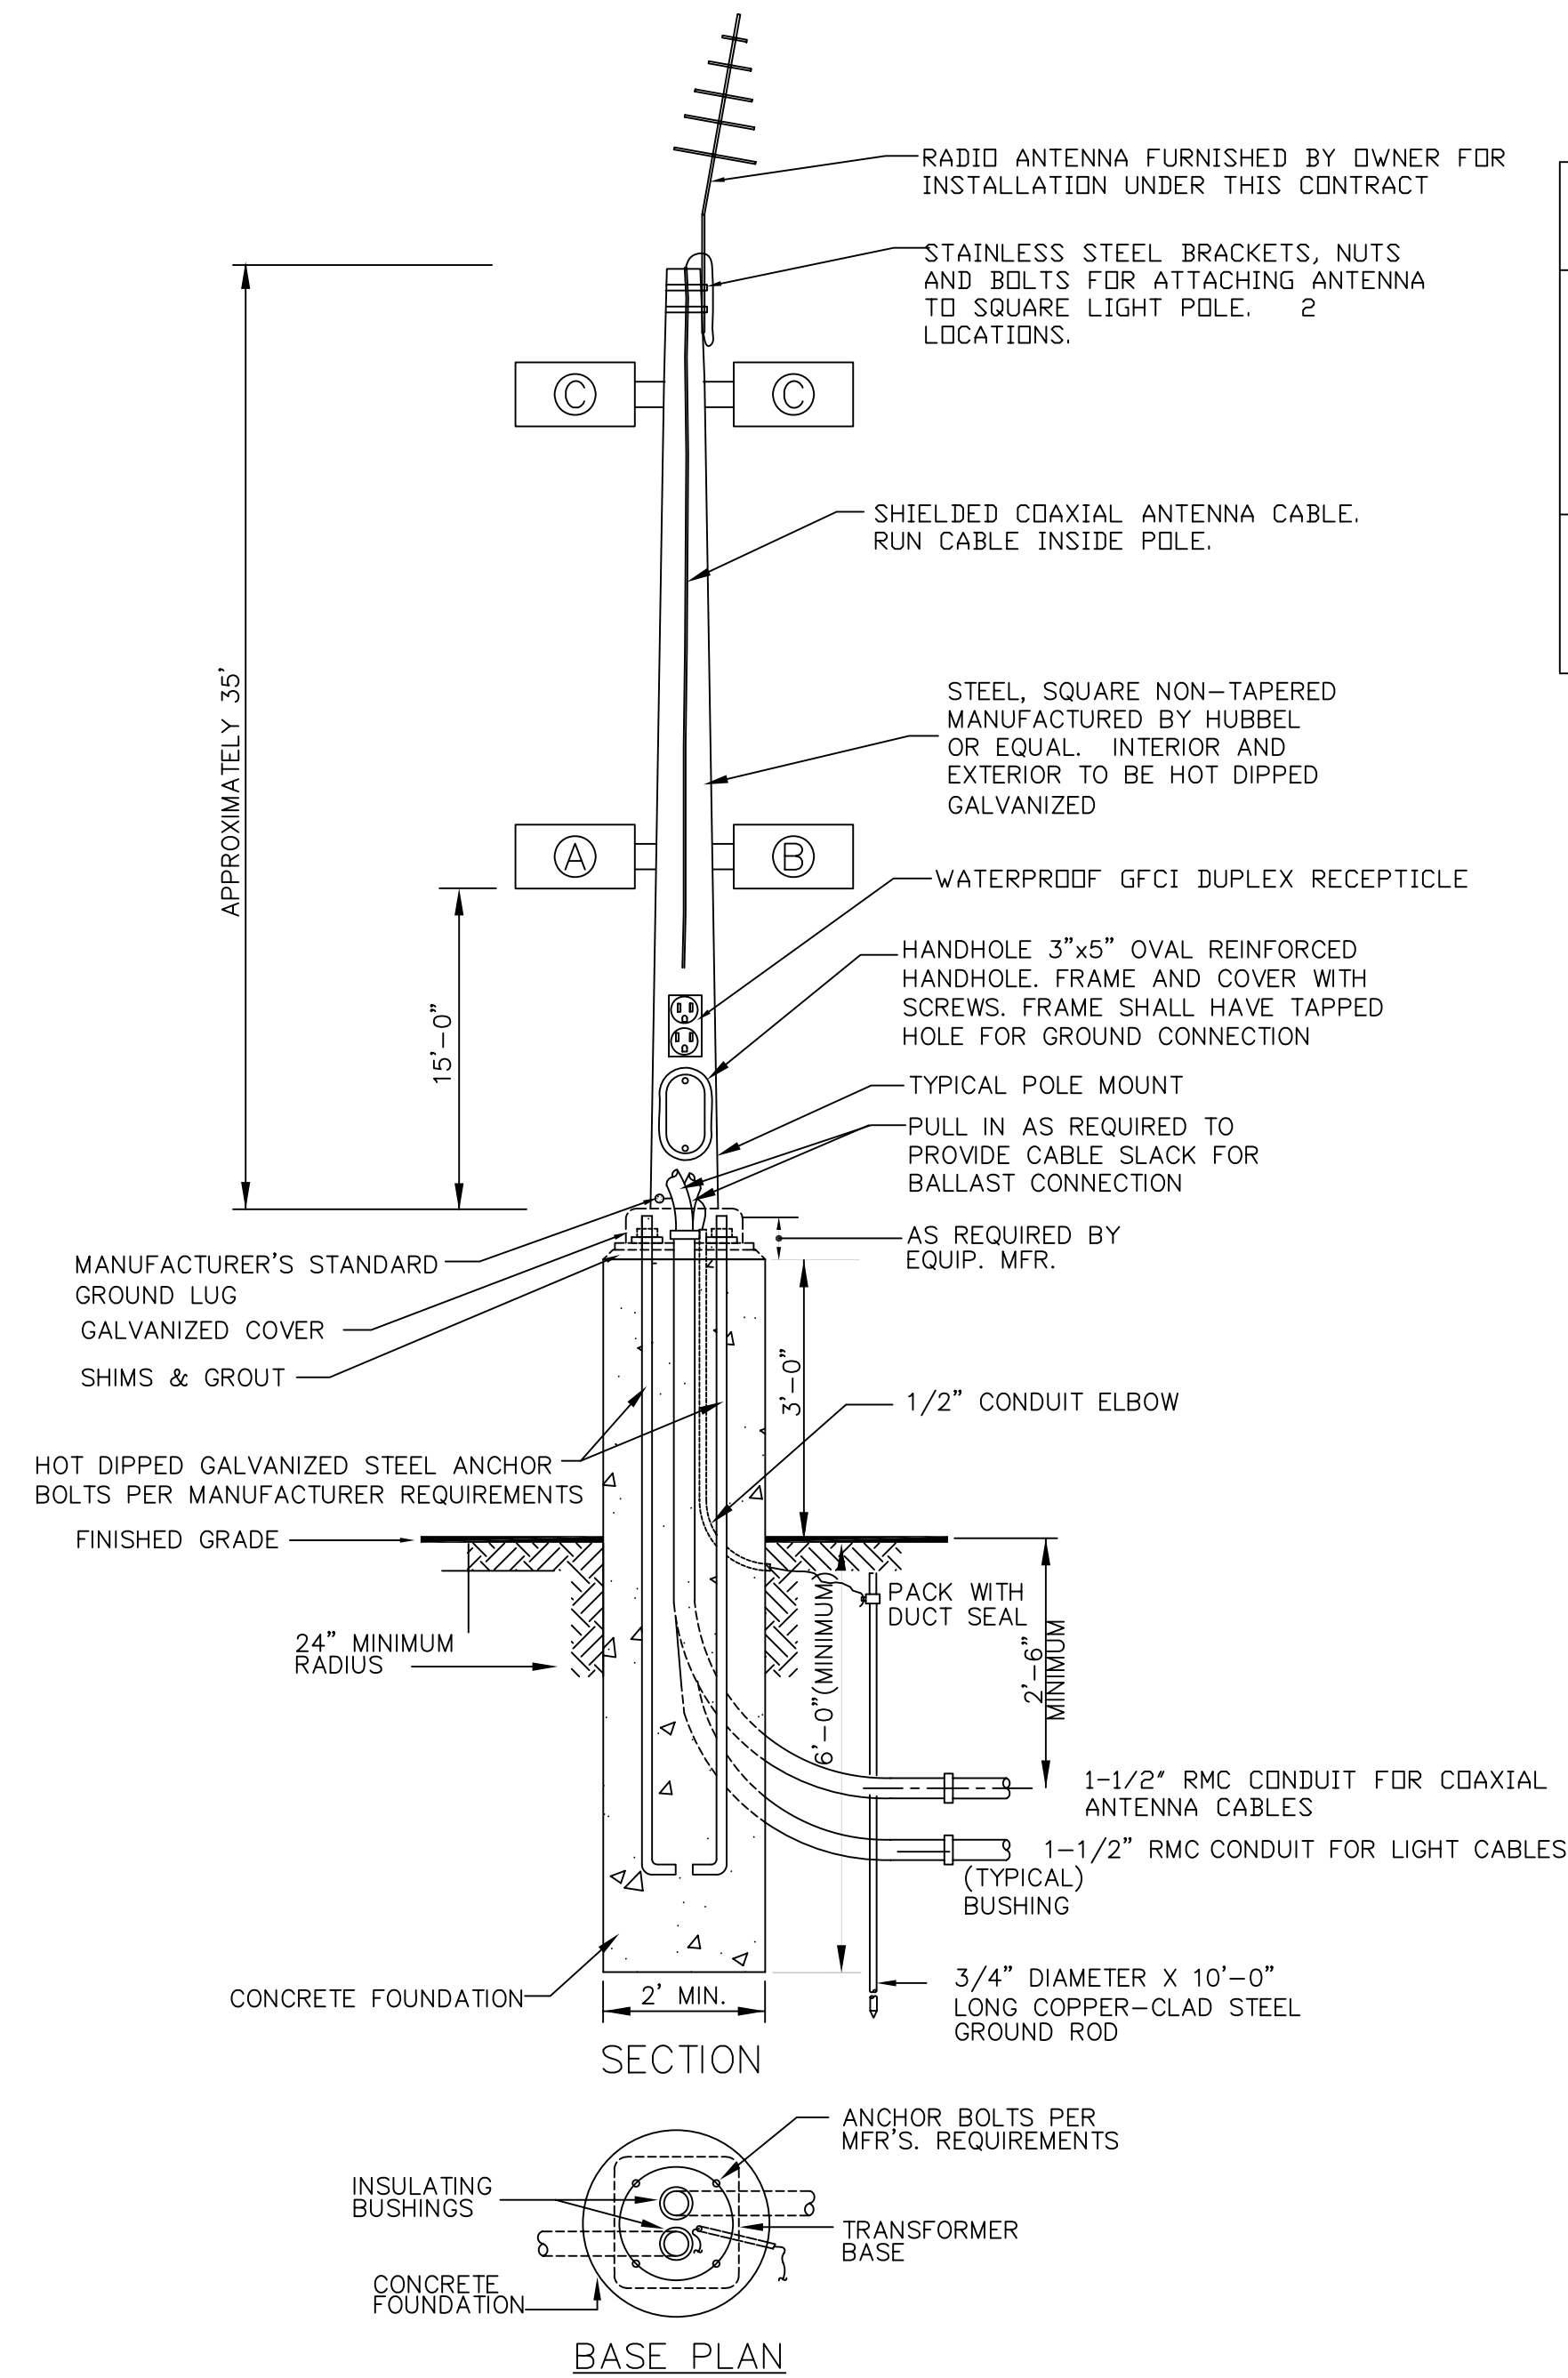 RADIO ANTENNA FURNISHED BY OWNER FOR
INSTALLATION UNDER THIS CONTRACT
STAINLESS STEEL BRACKETS, NUTS
AND BOLTS FOR ATTACHING ANTENNA
TO SQUARE LIGHT POLE. 2
LOCATIONS.
C
C
SHIELDED COAXIAL ANTENNA CABLE.
RUN CABLE INSIDE POLE.
APPROXIMATELY 35'
STEEL, SQUARE NON-TAPERED
MANUFACTURED BY HUBBEL
OR EQUAL. INTERIOR AND
EXTERIOR TO BE HOT DIPPED
GALVANIZED
A
B
WATERPROOF GFCI DUPLEX RECEPTICLE
15'-0"
HANDHOLE 3"x5" OVAL REINFORCED
HANDHOLE. FRAME AND COVER WITH
SCREWS. FRAME SHALL HAVE TAPPED
HOLE FOR GROUND CONNECTION
TYPICAL POLE MOUNT
PULL IN AS REQUIRED TO
PROVIDE CABLE SLACK FOR
BALLAST CONNECTION
AS REQUIRED BY
EQUIP. MFR.
MANUFACTURER'S STANDARD
GROUND LUG
GALVANIZED COVER
SHIMS & GROUT
3'-0"
1/2" CONDUIT ELBOW
HOT DIPPED GALVANIZED STEEL ANCHOR
BOLTS PER MANUFACTURER REQUIREMENTS
FINISHED GRADE
PACK WITH
DUCT SEAL
24" MINIMUM
RADIUS
6'-0"(MINIMUM)
2'-6"
MINIMUM
1-1/2" RMC CONDUIT FOR COAXIAL
ANTENNA CABLES
1-1/2" RMC CONDUIT FOR LIGHT CABLES
(TYPICAL)
BUSHING
CONCRETE FOUNDATION
2' MIN.
3/4" DIAMETER X 10'-0"
LONG COPPER-CLAD STEEL
GROUND ROD
SECTION
ANCHOR BOLTS PER
MFR'S. REQUIREMENTS
INSULATING
BUSHINGS
TRANSFORMER
BASE
CONCRETE
FOUNDATION
BASE PLAN